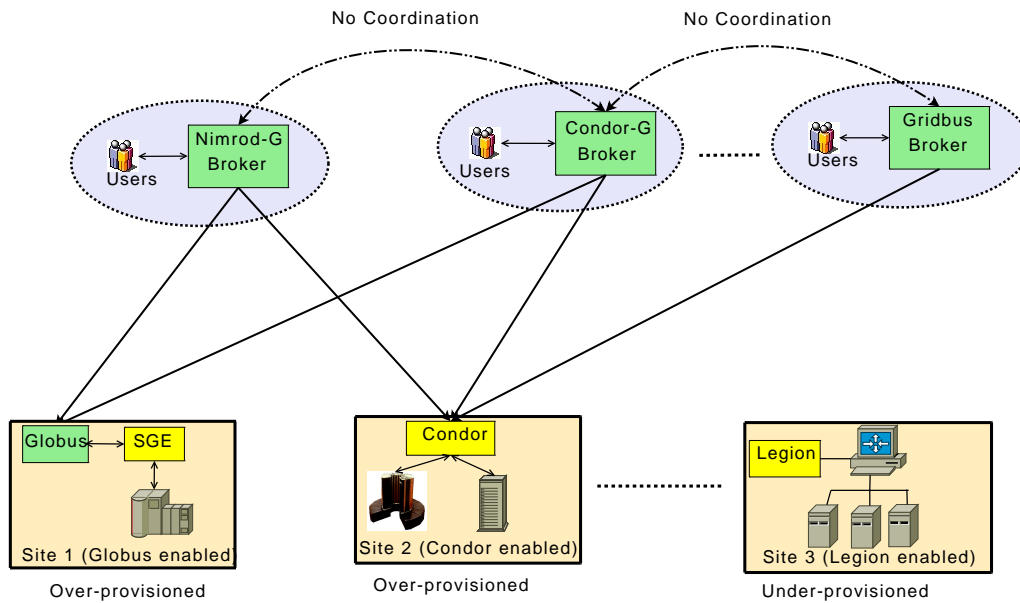 No Coordination
No Coordination
Nimrod-G
Broker
Users
Condor-G
Broker
Users
Gridbus
Broker
Users
Globus
SGE
Site 1 (Globus enabled)
Over-provisioned
Condor
Site 2 (Condor enabled)
Over-provisioned
Legion
Site 3 (Legion enabled)
Under-provisioned